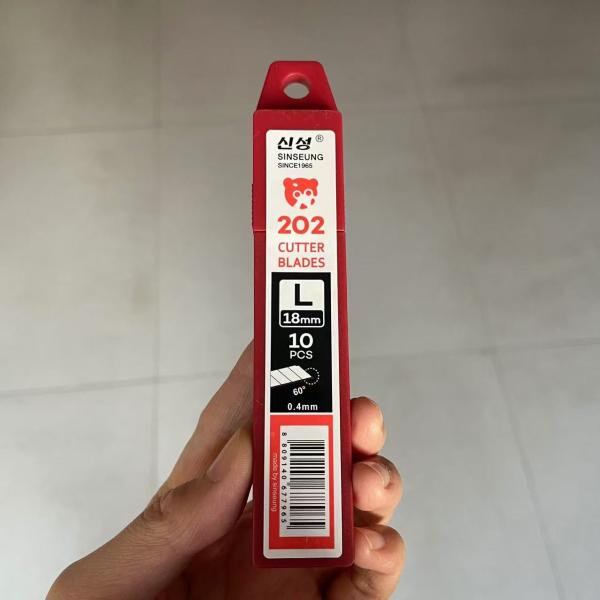 신성®
SINSEUNG
SINCE1965
202
CUTTER
BLADES
L
18mm
10
PCS
60°
0.4mm
8 809140 677965
made by sinseung